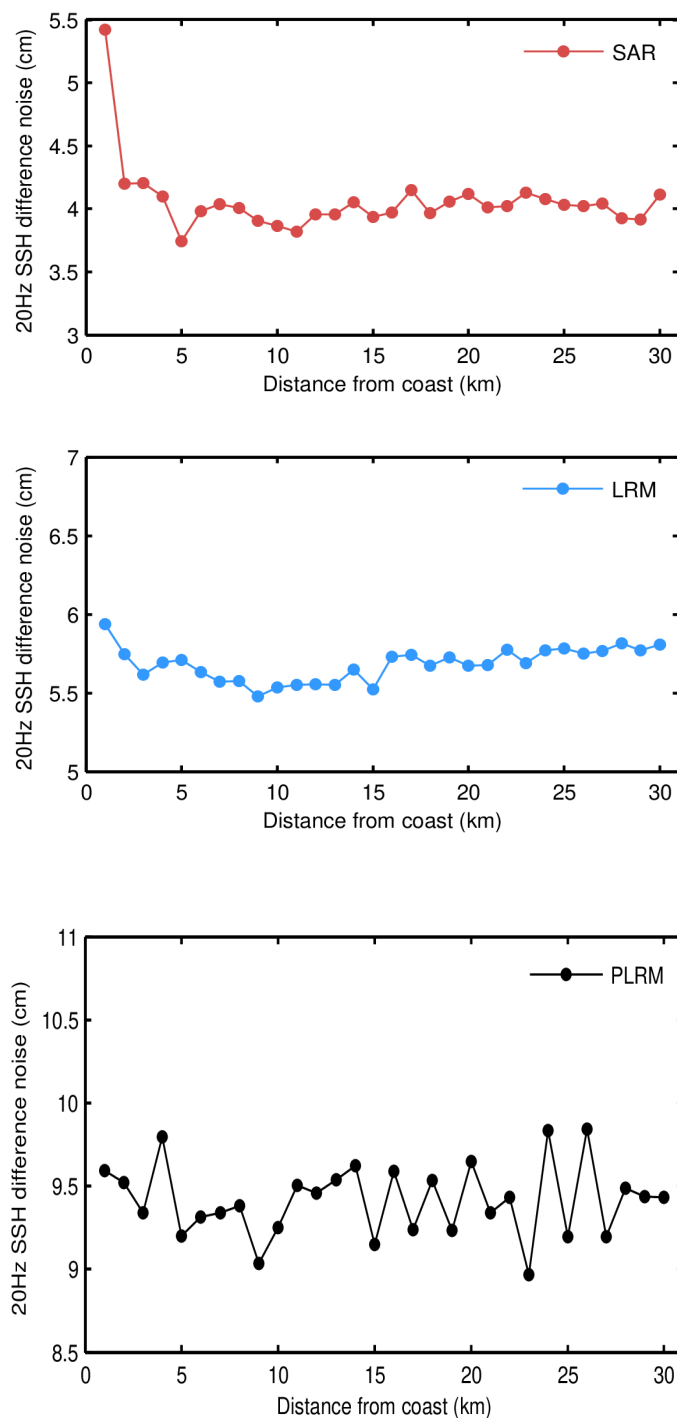 5.5
SAR
5
4.5
4
3.5
3
0 5 10 15 20 25 30
Distance from coast (km)
20Hz SSH difference noise (cm)
7
LRM
6.5
6
5.5
5
0 5 10 15 20 25 30
Distance from coast (km)
20Hz SSH difference noise (cm)
11
PLRM
10.5
10
9.5
9
8.5
0 5 10 15 20 25 30
Distance from coast (km)
20Hz SSH difference noise (cm)